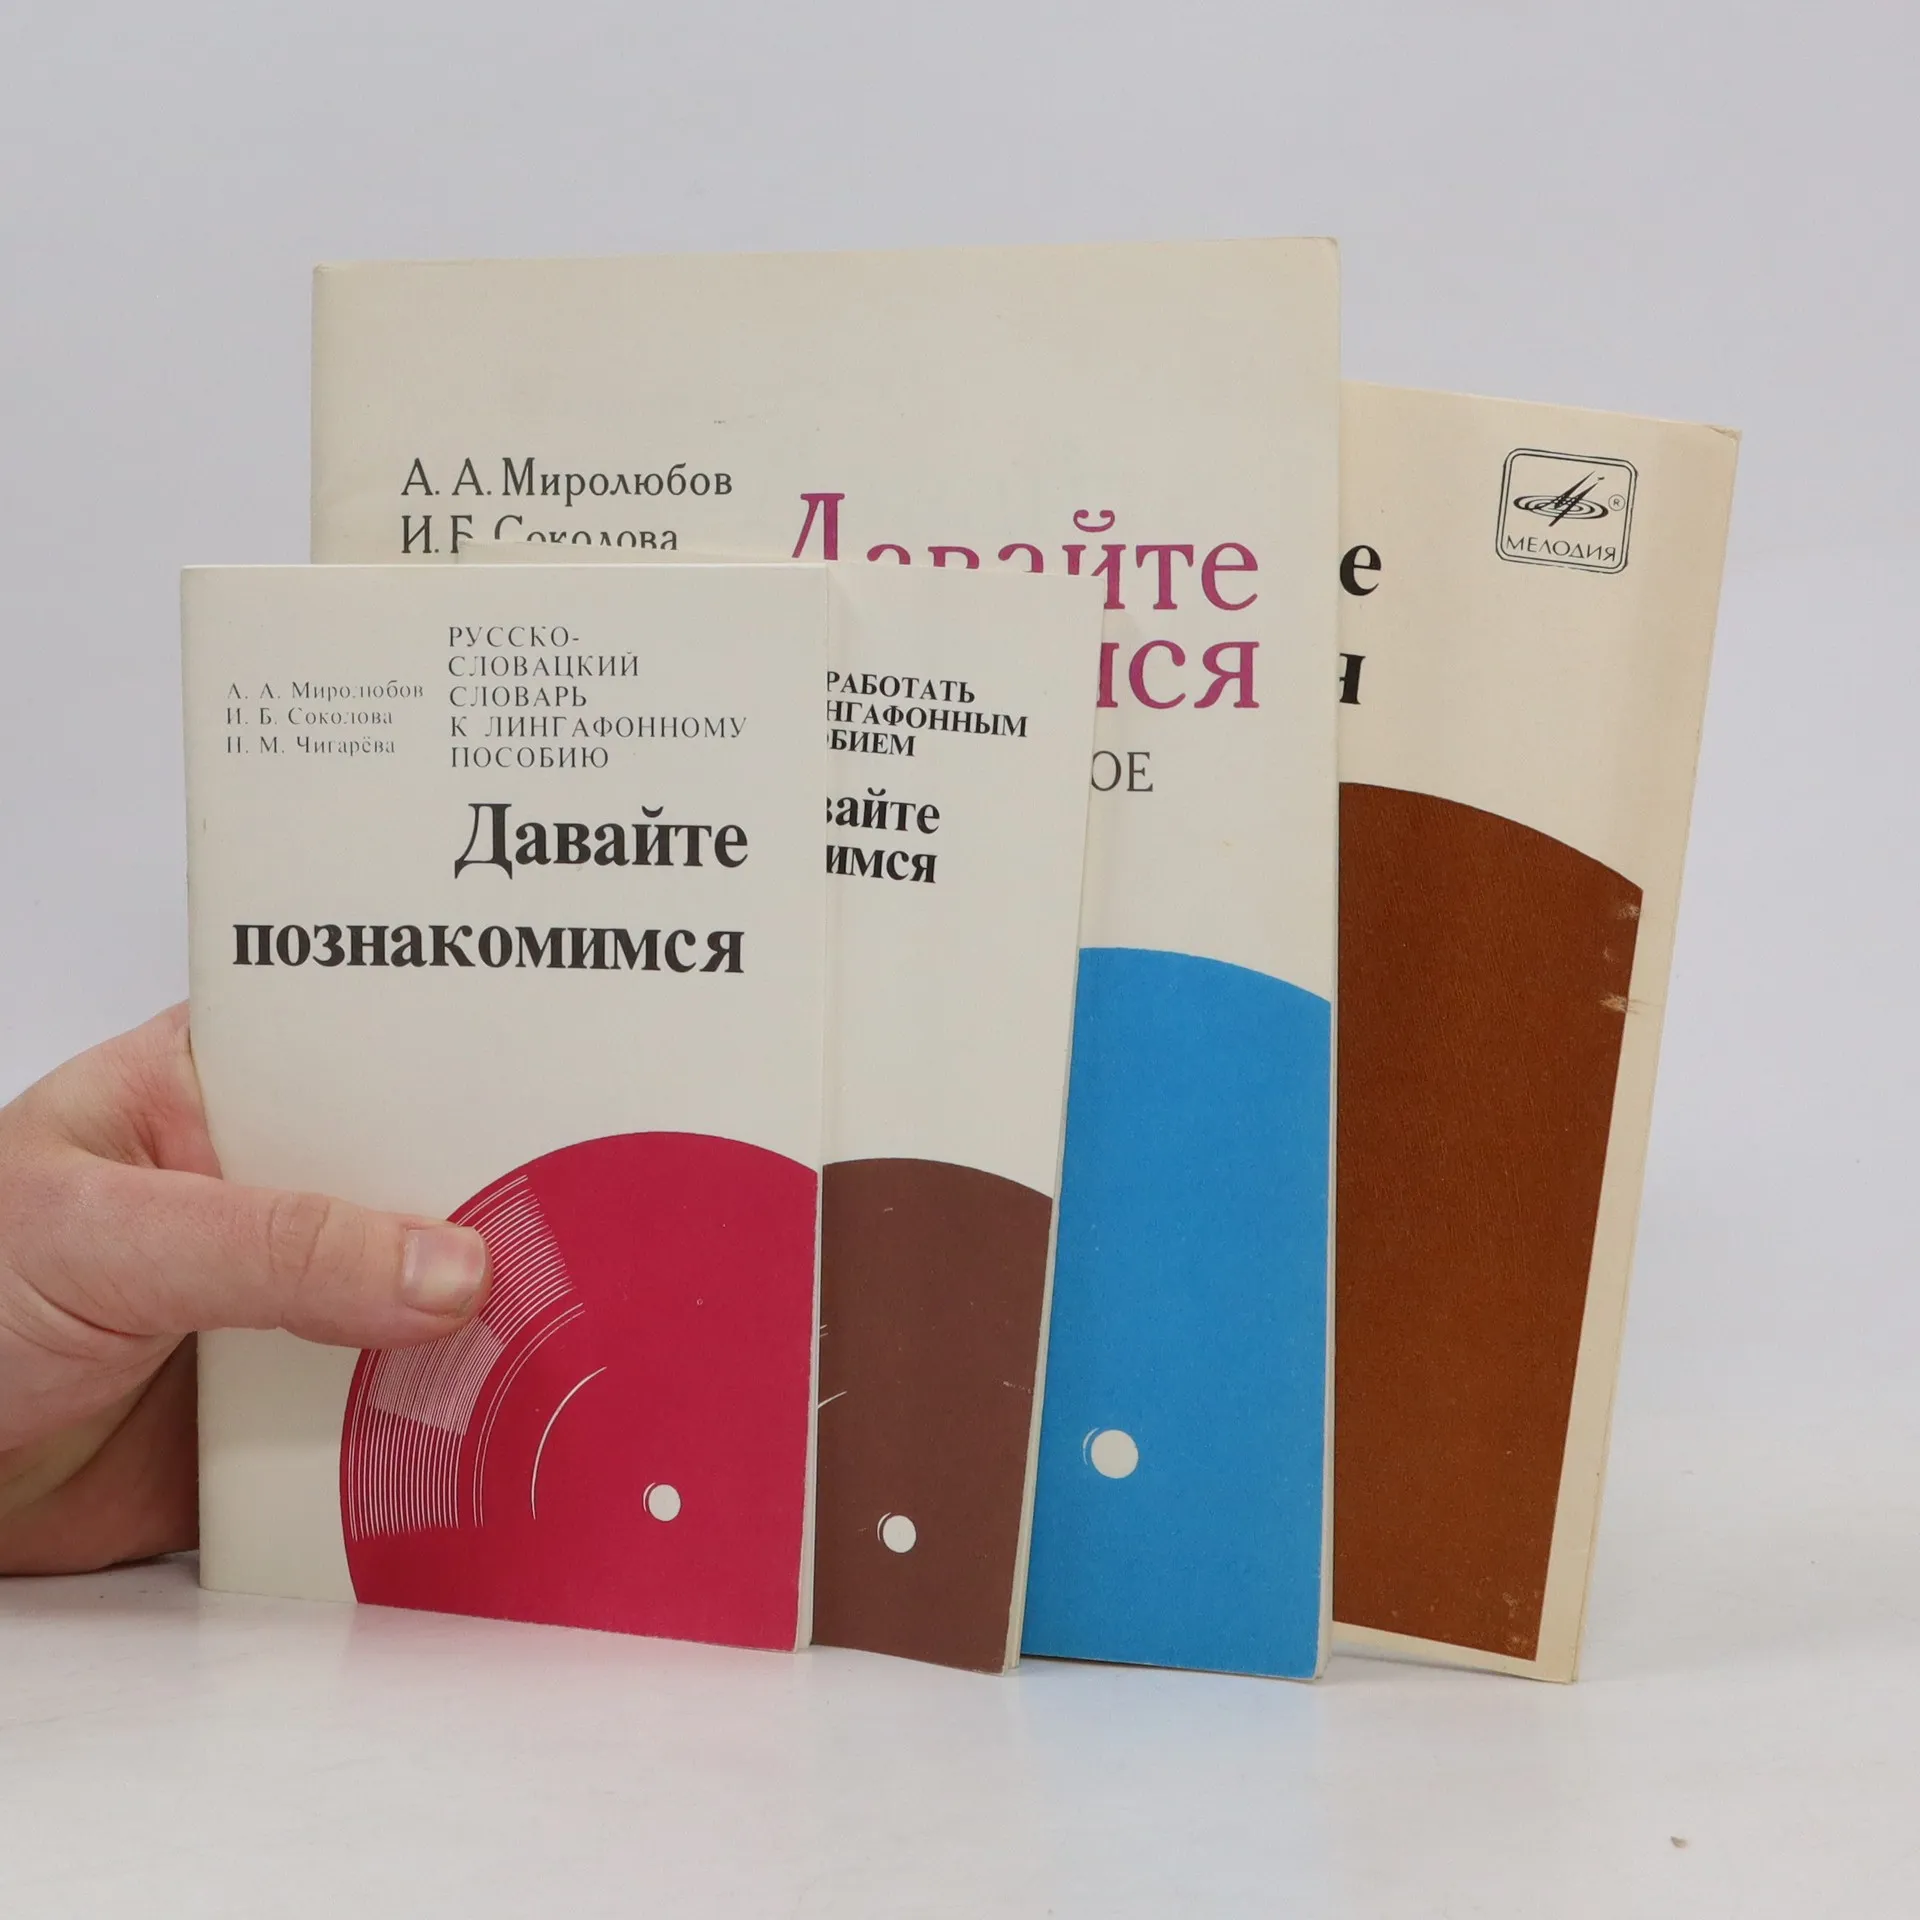 А. А. Миролюбов
И. Б. Соколова
Давайте
мся
ОЕ
РУССКО-
СЛОВАЦКИЙ
СЛОВАРЬ
К ЛИНГАФОННОМУ
ПОСОБИЮ
А. А. Миролюбов
И. Б. Соколова
Н. М. Чигарёва
Давайте
познакомимся
РАБОТАТЬ
НГАФОННЫМ
ОБИЕМ
вайте
имся
МЕЛОДИЯ
е